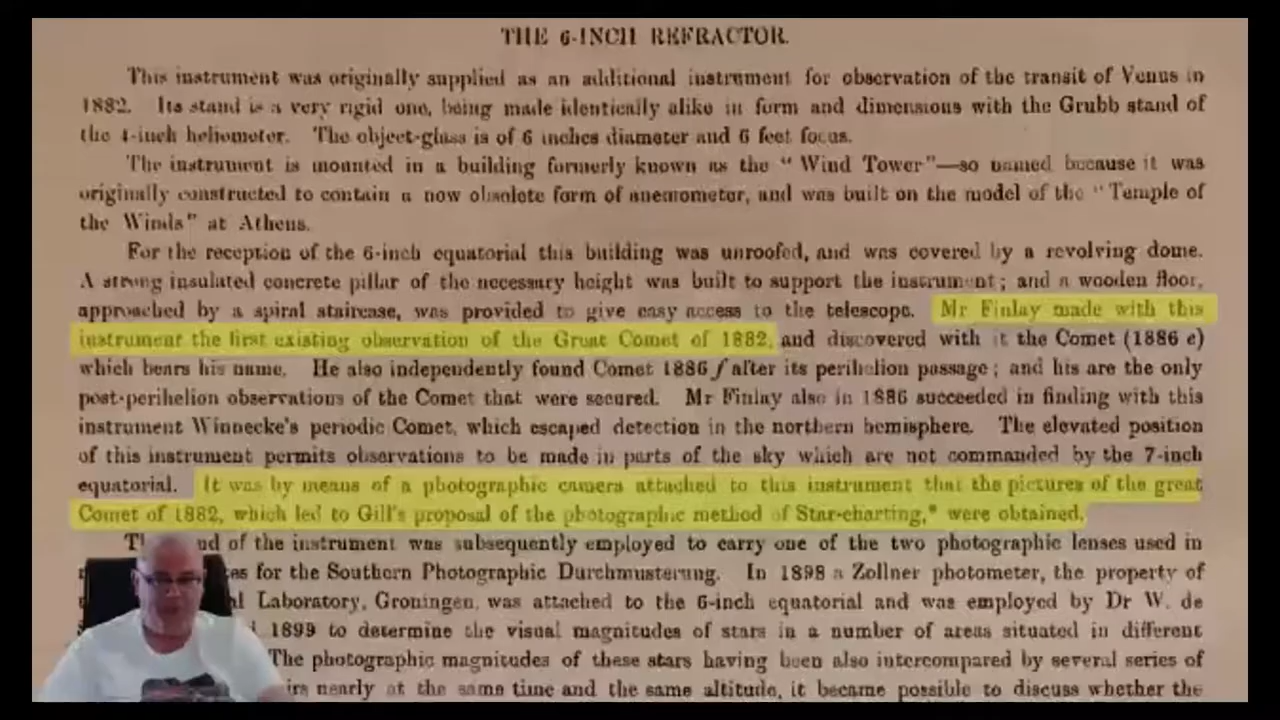 THE 6-INCH REFRACTOR.
This instrument was originally supplied as an additional instrument for observation of the transit of Venus in
1882. Its stand is a very rigid one, being made identically alike in form and dimensions with the Grubb stand of
the 4-inch heliometer. The object-glass is of 6 inches diameter and 6 feet focus.
The instrument is mounted in a building formerly known as the “Wind Tower”—so named because it was
originally constructed to contain a now obsolete form of anemometer, and was built on the model of the “Temple of
the Winds” at Athens.
For the reception of the 6-inch equatorial this building was unroofed, and was covered by a revolving dome.
A strong insulated concrete pillar of the necessary height was built to support the instrument; and a wooden floor,
approached by a spiral staircase, was provided to give easy access to the telescope. Mr Finlay made with this
instrument the first existing observation of the Great Comet of 1882, and discovered with it the Comet (1886 e)
which bears his name. He also independently found Comet 1886 f after its perihelion passage; and his are the only
post-perihelion observations of the Comet that were secured. Mr Finlay also in 1886 succeeded in finding with this
instrument Winnecke's periodic Comet, which escaped detection in the northern hemisphere. The elevated position
of this instrument permits observations to be made in parts of the sky which are not commanded by the 7-inch
equatorial. It was by means of a photographic camera attached to this instrument that the pictures of the great
Comet of 1882, which led to Gill's proposal of the photographic method of Star-charting,* were obtained.
of the instrument was subsequently employed to carry one of the two photographic lenses used in
for the Southern Photographic Durchmusterung. In 1898 a Zollner photometer, the property of
Laboratory, Groningen, was attached to the 6-inch equatorial and was employed by Dr W. de
1899 to determine the visual magnitudes of stars in a number of areas situated in different
The photographic magnitudes of these stars having been also intercompared by several series of
nearly at the same time and the same altitude, it became possible to discuss whether the